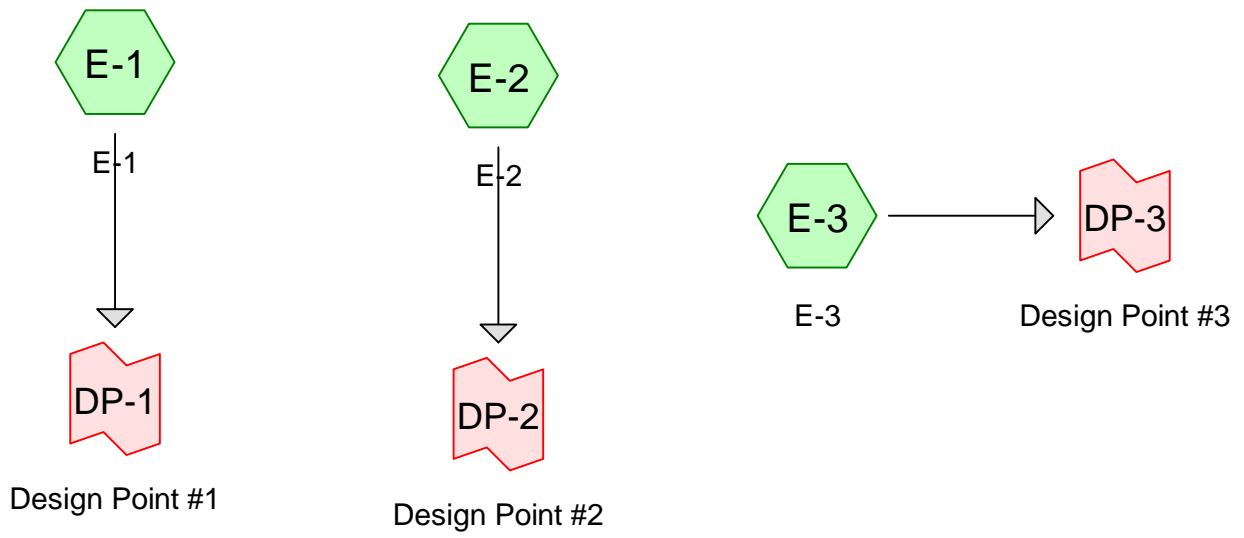 E-1
E-1
DP-1
Design Point #1
E-2
E-2
DP-2
Design Point #2
E-3
E-3
DP-3
Design Point #3